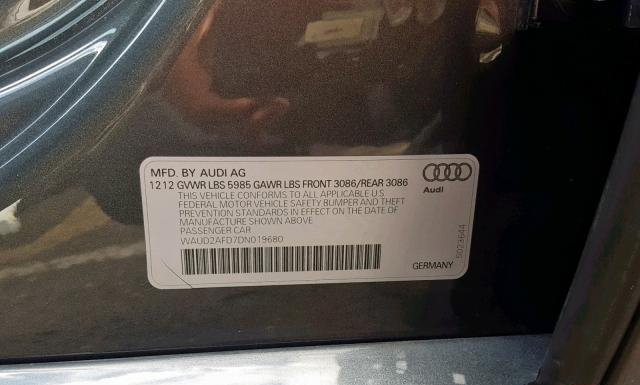 MFD. BY AUDI AG
1212 GVWR LBS 5985 GAWR LBS FRONT 3086/REAR 3086
THIS VEHICLE CONFORMS TO ALL APPLICABLE U.S.
FEDERAL MOTOR VEHICLE SAFETY BUMPER AND THEFT
PREVENTION STANDARDS IN EFFECT ON THE DATE OF
MANUFACTURE SHOWN ABOVE
PASSENGER CAR
WAUD2AFD7DN019680
Audi
5023644
GERMANY